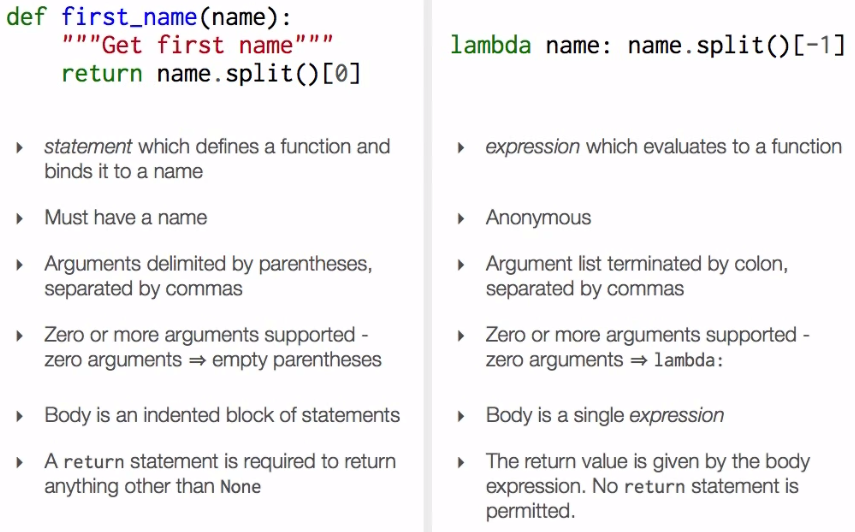 def first_name(name):
"""Get first name"""
return name.split()[0]
statement which defines a function and
binds it to a name
Must have a name
Arguments delimited by parentheses,
separated by commas
Zero or more arguments supported -
zero arguments ⇒ empty parentheses
Body is an indented block of statements
A return statement is required to return
anything other than None
lambda name: name.split()[-1]
expression which evaluates to a function
Anonymous
Argument list terminated by colon,
separated by commas
Zero or more arguments supported -
zero arguments ⇒ lambda:
Body is a single expression
The return value is given by the body
expression. No return statement is
permitted.